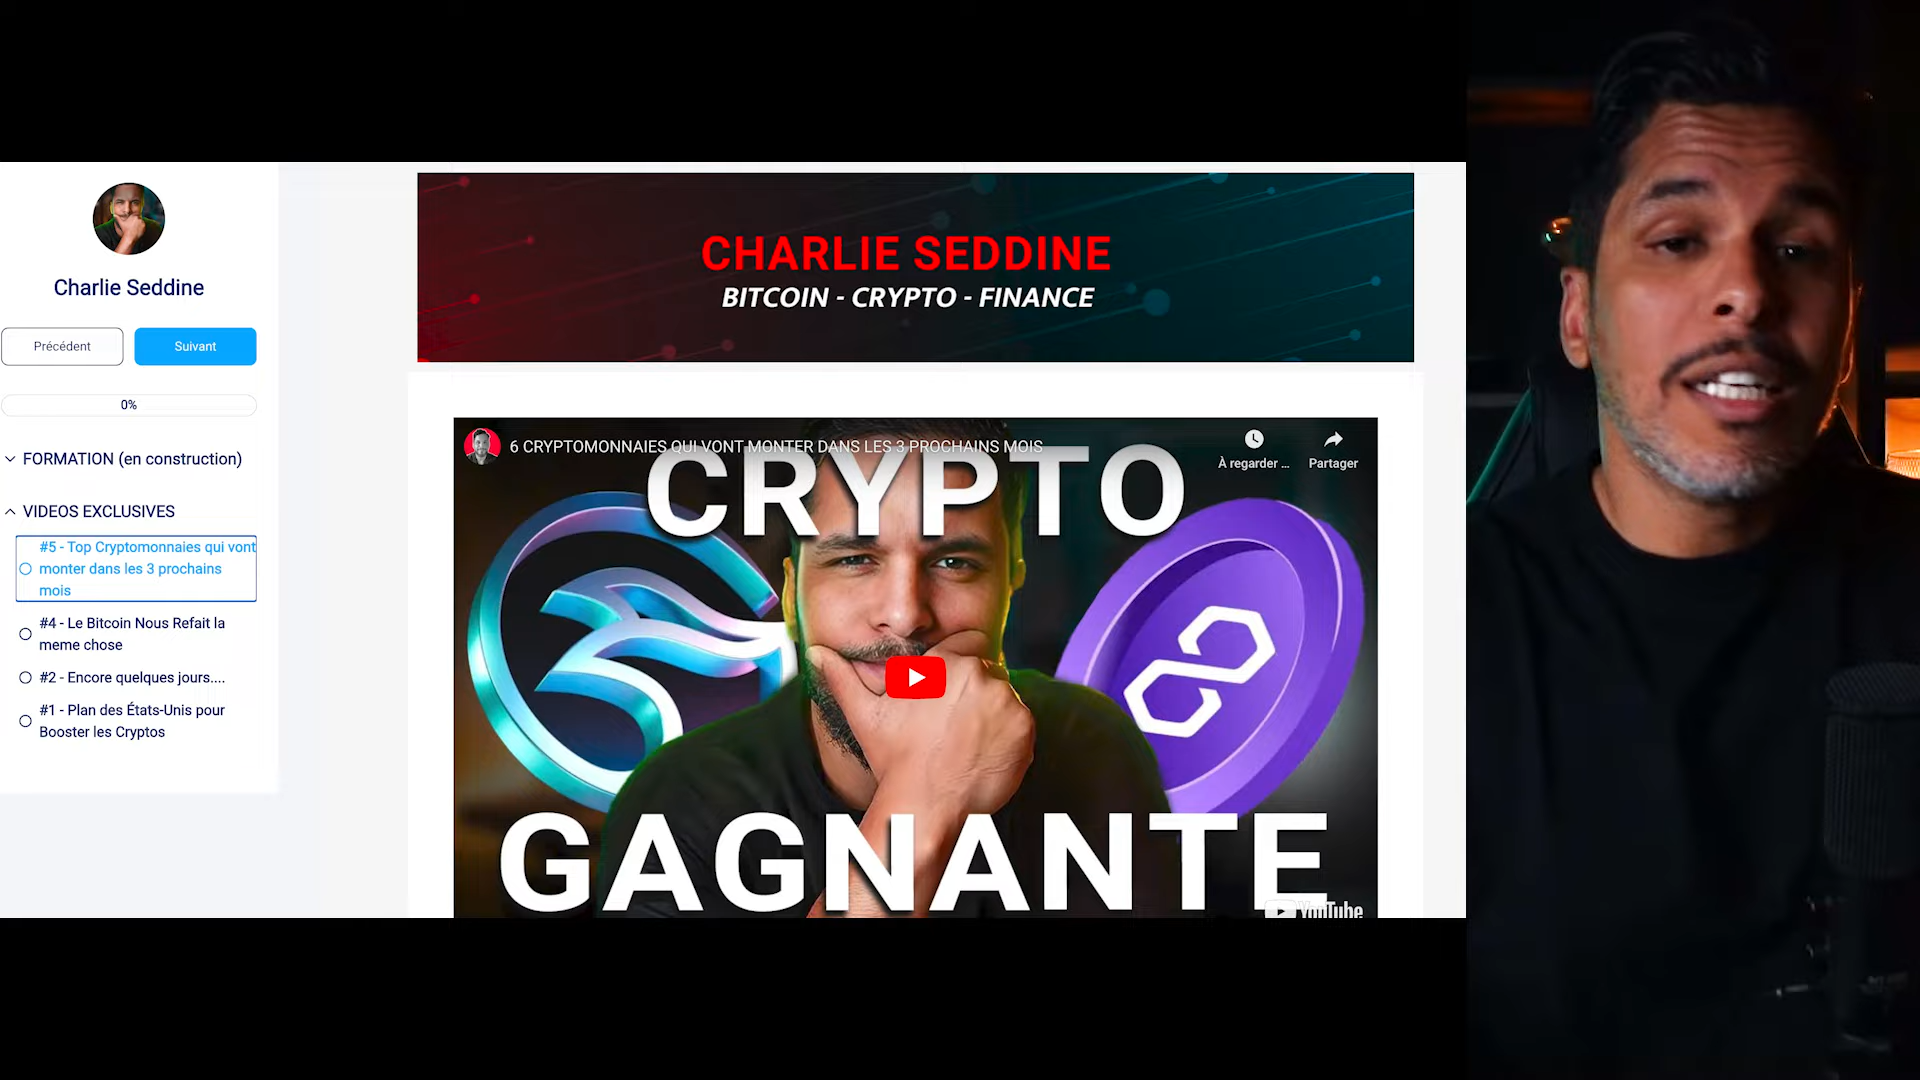 Charlie Seddine
Précédent
Suivant
0%
FORMATION (en construction)
VIDEOS EXCLUSIVES
#5 - Top Cryptomonnaies qui vont
monter dans les 3 prochains
mois
#4 - Le Bitcoin Nous Refait la
meme chose
#2 - Encore quelques jours....
#1 - Plan des États-Unis pour
Booster les Cryptos
CHARLIE SEDDINE
BITCOIN - CRYPTO - FINANCE
6 CRYPTOMONNAIES QUI VONT MONTER DANS LES 3 PROCHAINS MOIS
À regarder ...
Partager
CRYPTO
GAGNANTE
YouTube